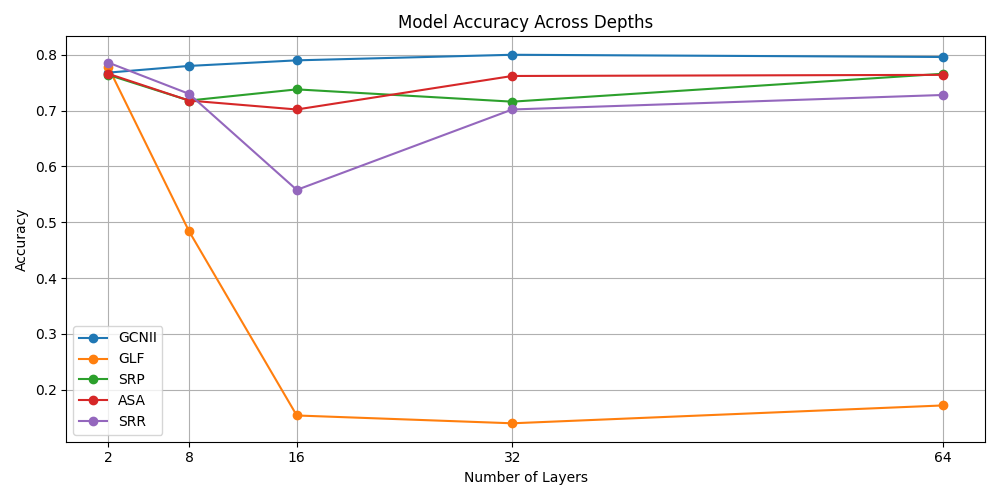 Model Accuracy Across Depths
Accuracy
0.8
0.7
0.6
0.5
0.4
0.3
0.2
GCNII
GLF
SRP
ASA
SRR
2 8 16 32 64
Number of Layers